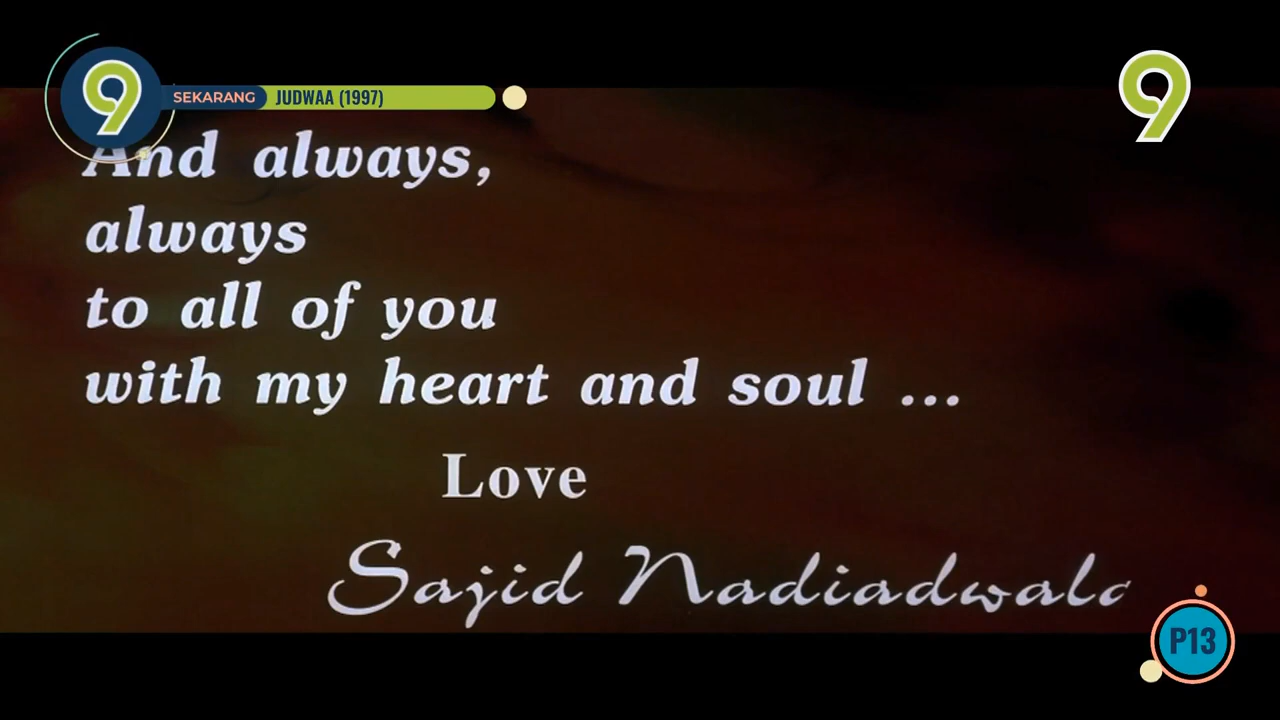 9
SEKARANG JUDWAA (1997)
9
And always,
always
to all of you
with my heart and soul ...
Love
Sajid Nadiadwala
P13